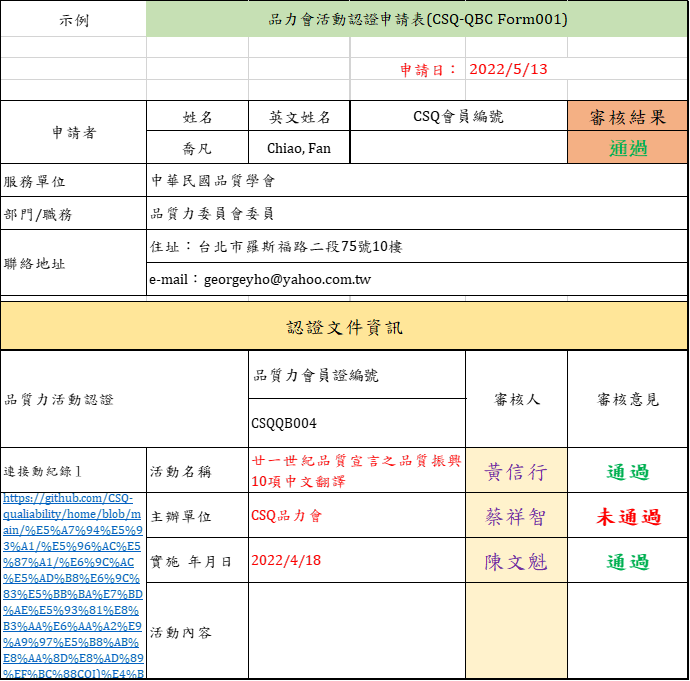 示例
品力會活動認證申請表(CSQ-QBC Form001)
申請日： 2022/5/13
申請者
姓名
英文姓名
CSQ會員編號
審核結果
喬凡
Chiao, Fan
通過
服務單位
中華民國品質學會
部門/職務
品質力委員會委員
聯絡地址
住址：台北市羅斯福路二段75號10樓
e-mail：georgeyho@yahoo.com.tw
認證文件資訊
品質力活動認證
品質力會員證編號
CSQQB004
審核人
審核意見
連接動紀錄1
活動名稱
廿一世紀品質宣言之品質振興
10項中文翻譯
黃信行
通過
https://github.com/CSQ-
qualiability/home/blob/m
ain/%E5%A7%94%E5%9
3%A1/%E5%96%AC%E5
%87%A1/%E6%9C%AC
%E5%AD%B8%E6%9C%
83%E5%BB%BA%E7%BD
%AE%E5%93%81%E8%
B3%AA%E6%AA%A2%E9
%A9%97%E5%B8%AB%
E8%AA%8D%E8%AD%89
%EF%BC%88COI)%E4%B
主辦單位
CSQ品力會
蔡祥智
未通過
實施 年月日
2022/4/18
陳文魁
通過
活動內容